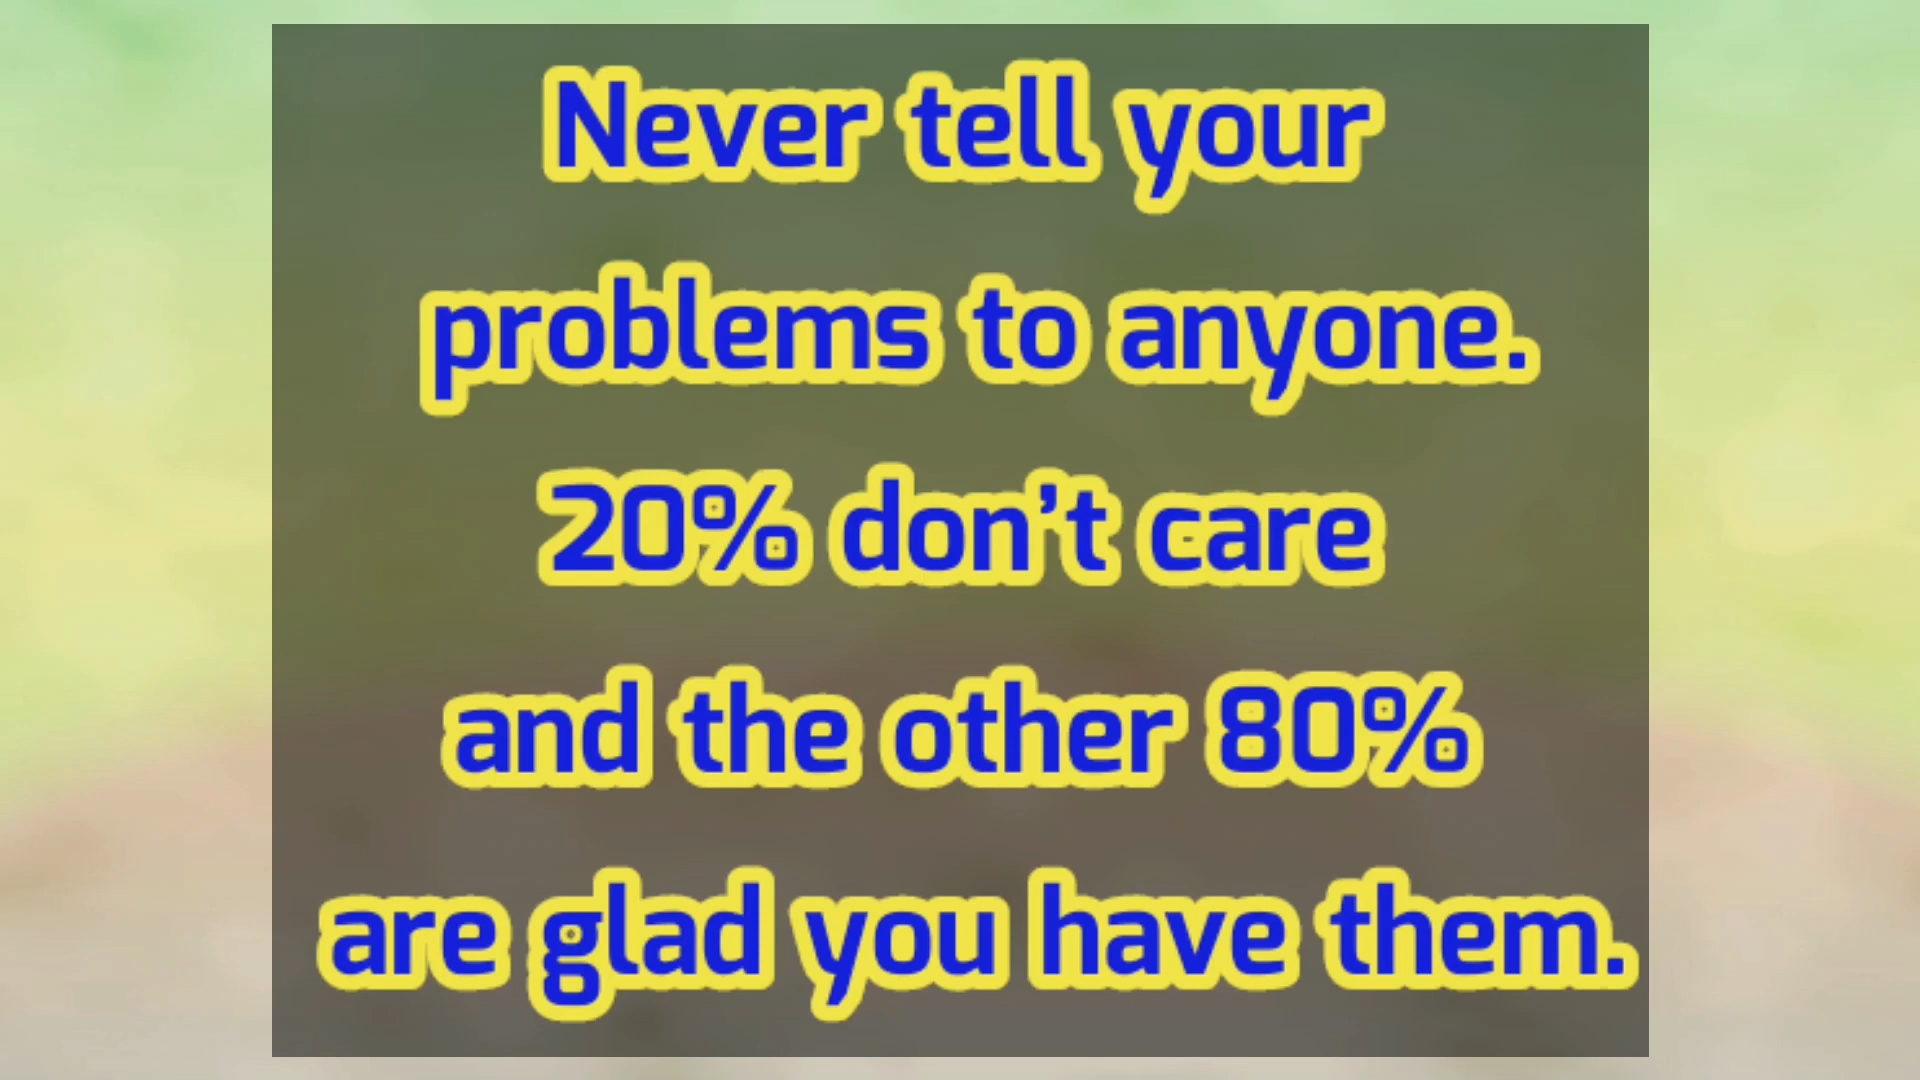 Never tell your
problems to anyone.
20% don’t care
and the other 80%
are glad you have them.